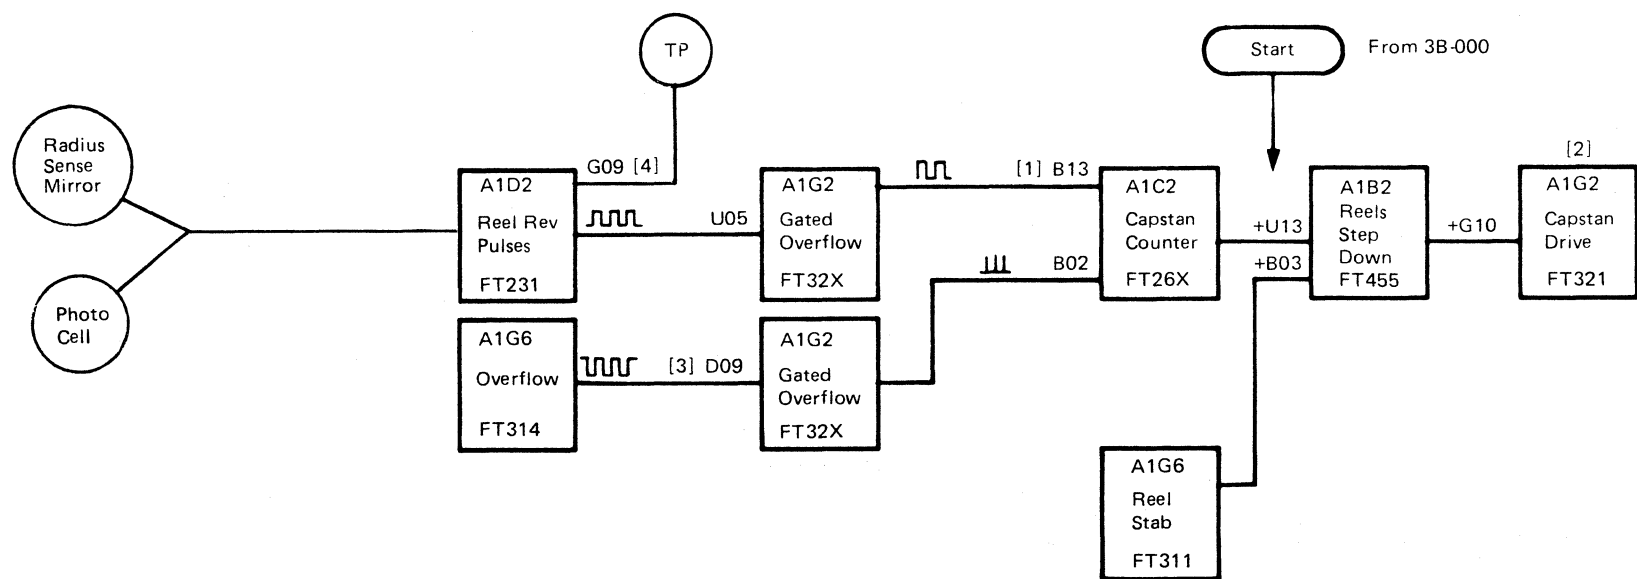 TP
Start
From 3B-000
Radius
Sense
Mirror
Photo
Cell
G09 [4]
A1D2
Reel Rev
Pulses
FT231
U05
A1G2
Gated
Overflow
FT32X
[1] B13
B02
A1C2
Capstan
Counter
FT26X
+U13
+B03
A1B2
Reels
Step
Down
FT455
+G10
[2]
A1G2
Capstan
Drive
FT321
A1G6
Overflow
FT314
[3] D09
A1G2
Gated
Overflow
FT32X
A1G6
Reel
Stab
FT311